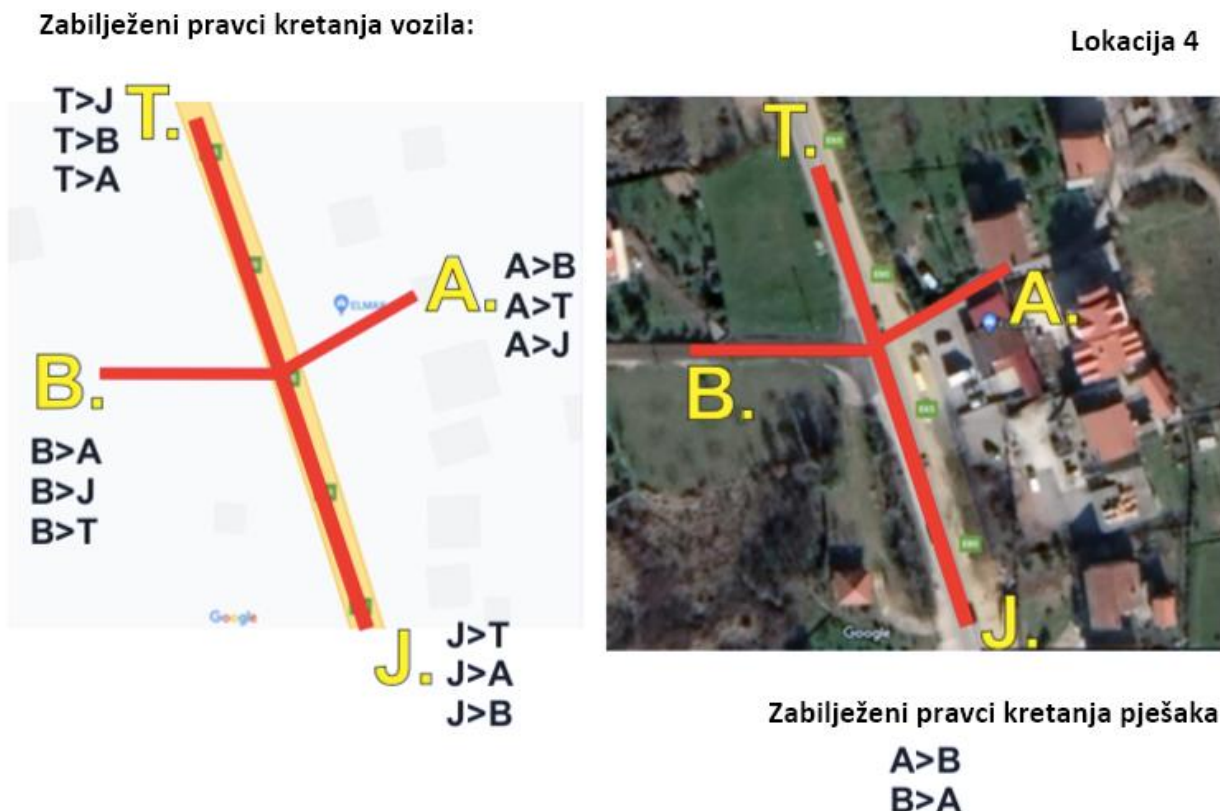 Zabilježeni pravci kretanja vozila:
Lokacija 4
T>J
T>B
T>A
T.
A.
A>B
A>T
A>J
B.
B>A
B>J
B>T
Google
J.
J>T
J>A
J>B
T.
A.
B.
J.
Google
Zabilježeni pravci kretanja pješaka
A>B
B>A